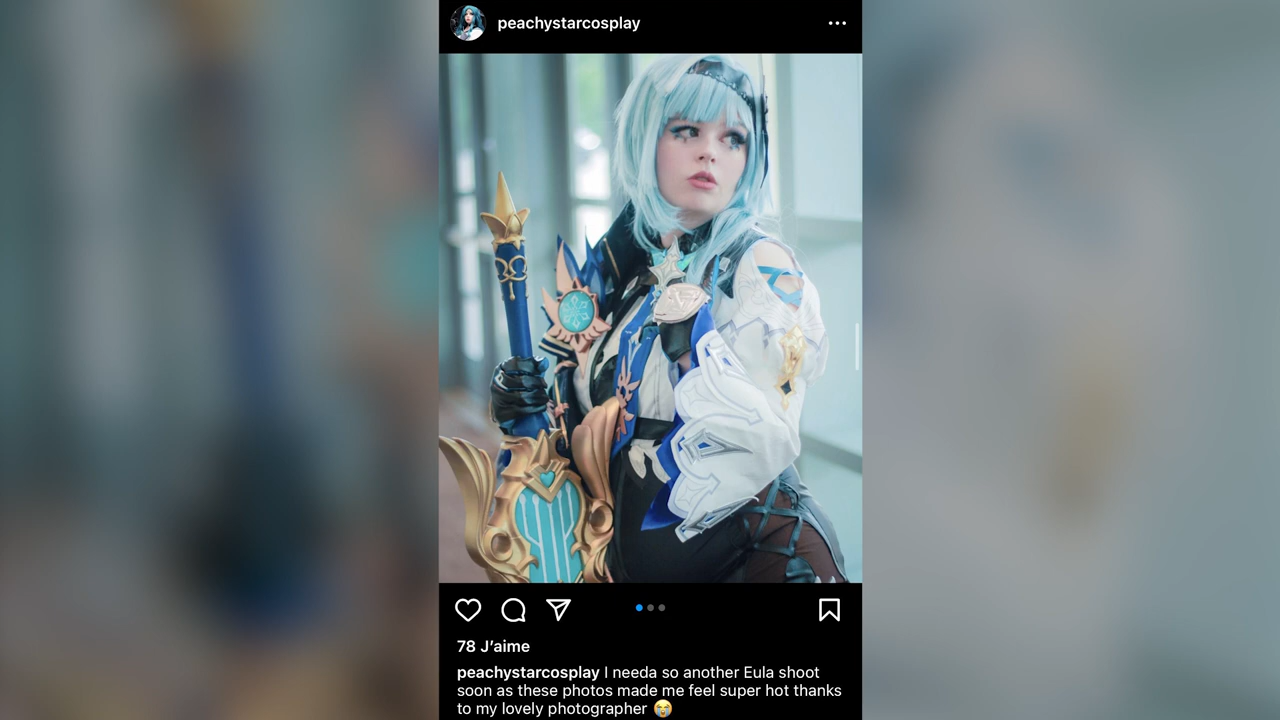 peachystarcosplay
78 J’aime
peachystarcosplay I needa so another Eula shoot
soon as these photos made me feel super hot thanks
to my lovely photographer 😭